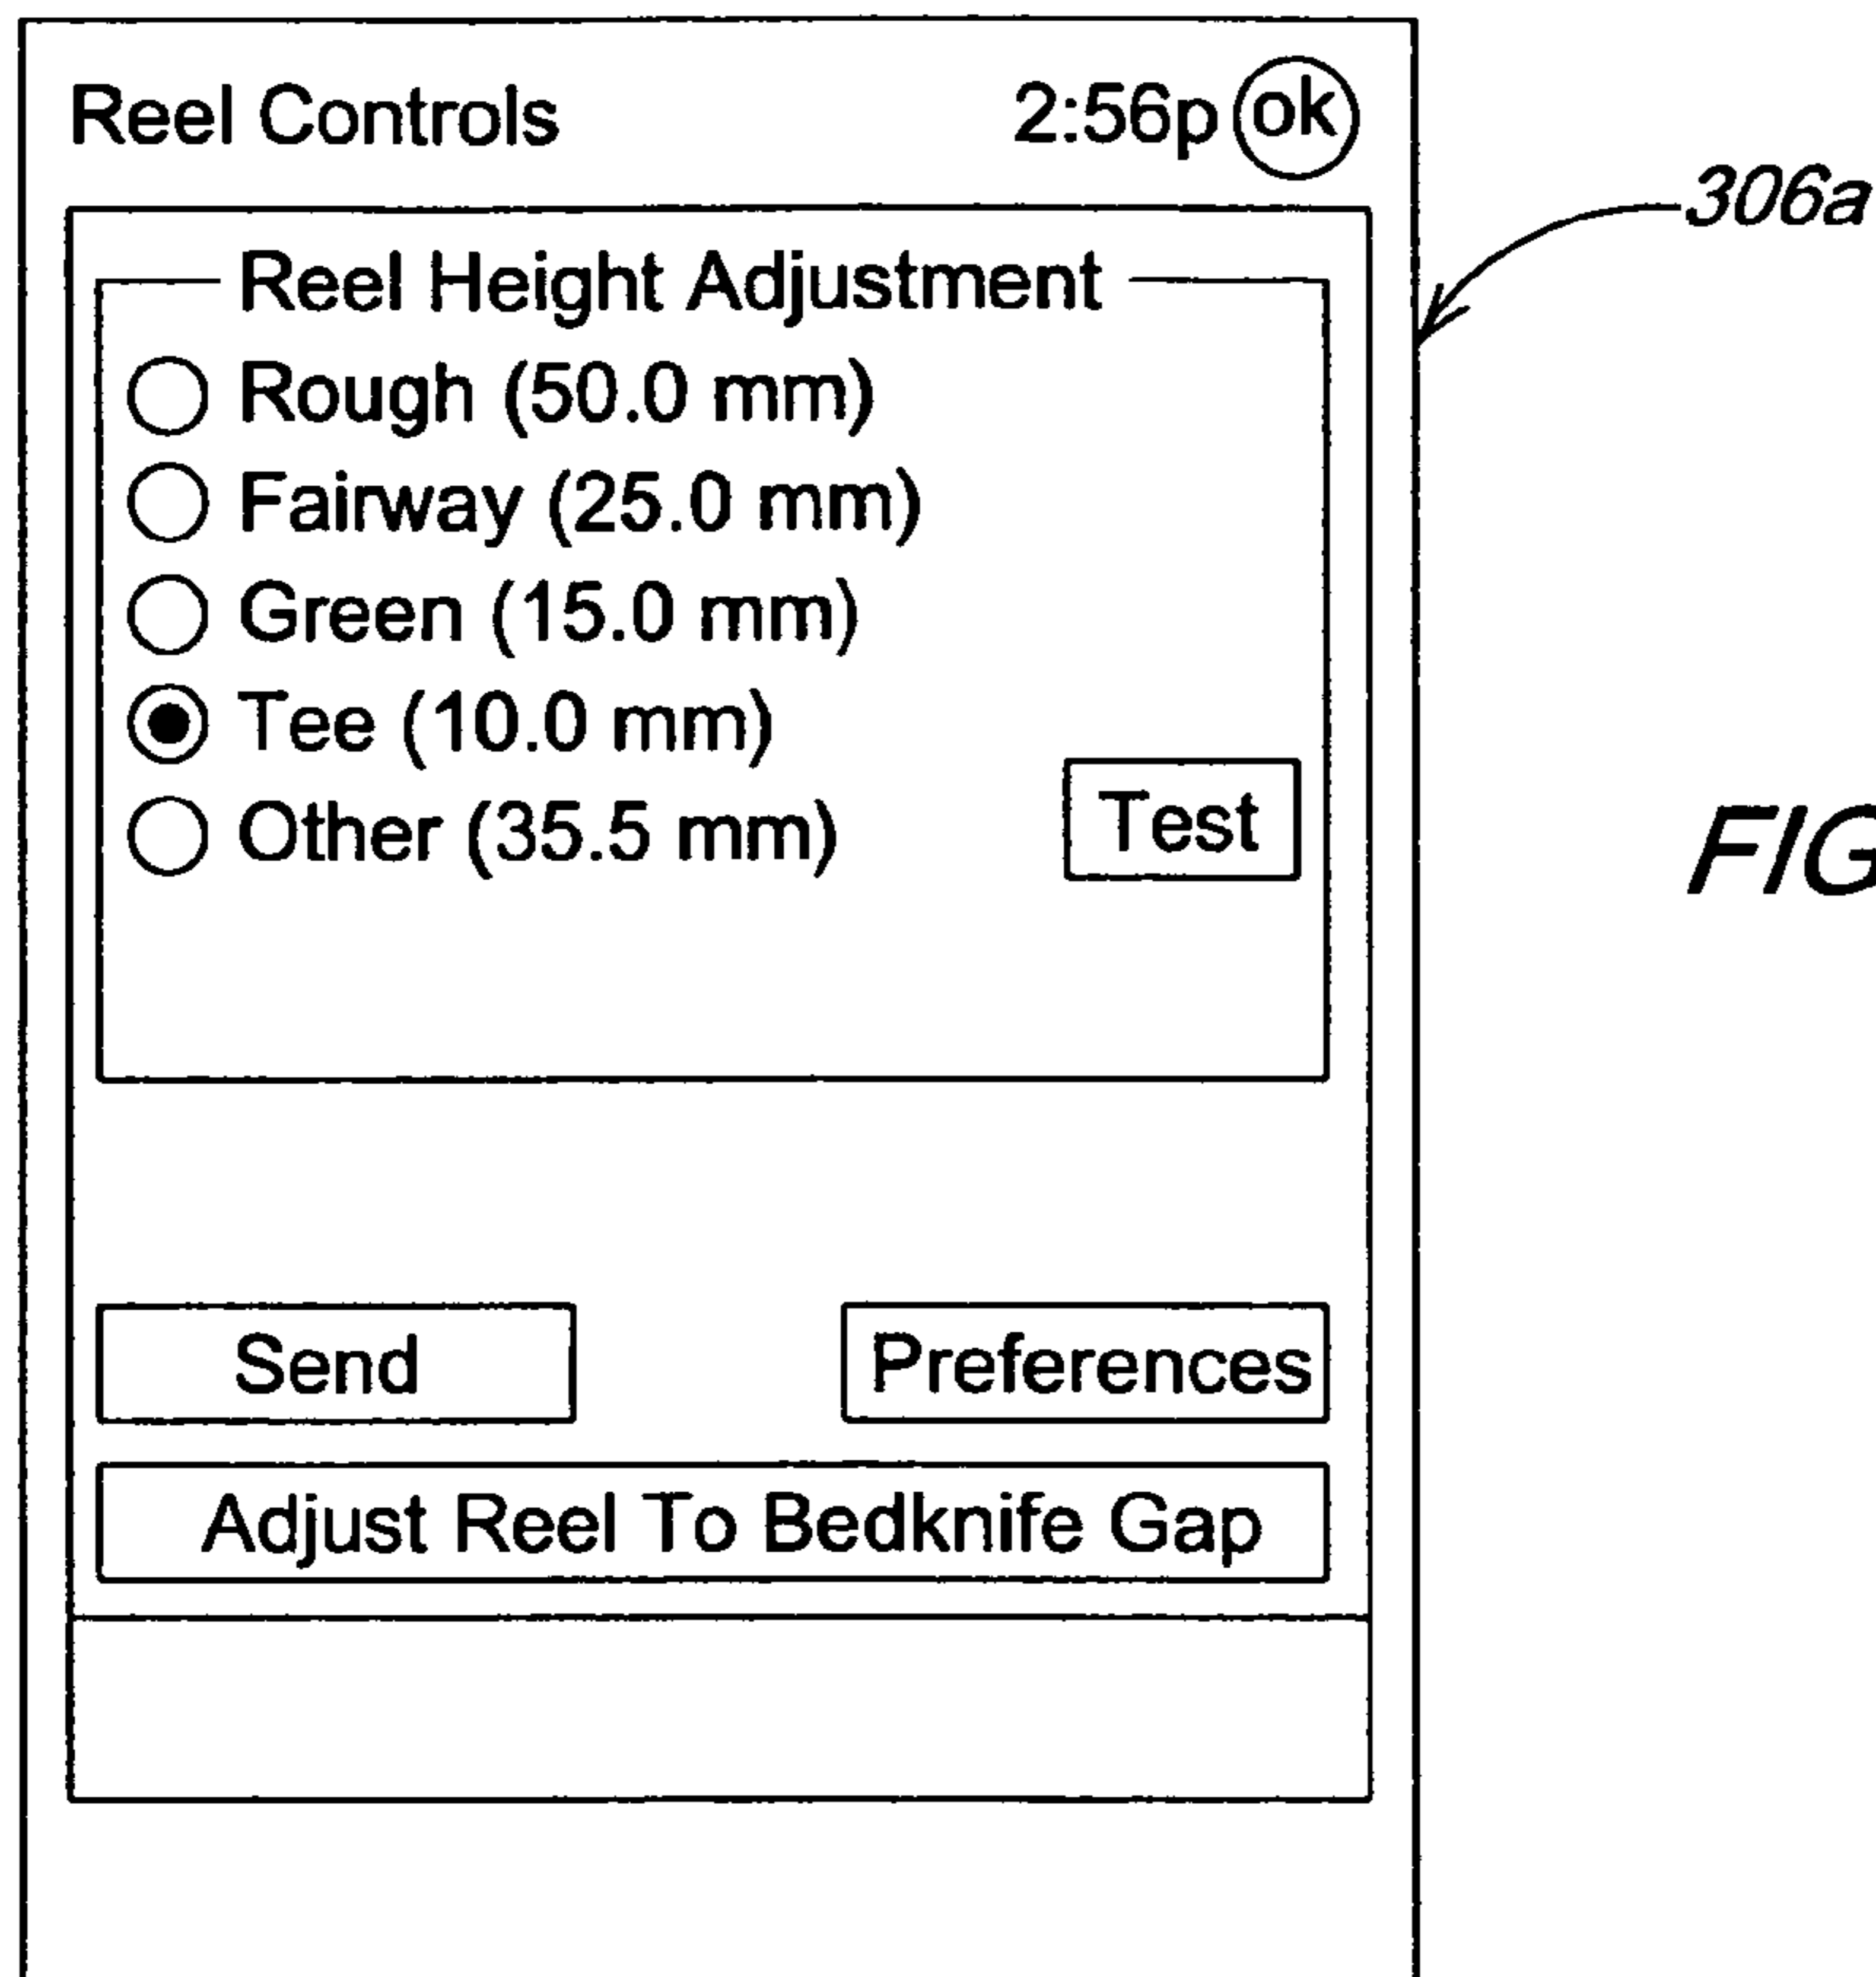 Reel Controls 2:56p ok
306a
Reel Height Adjustment
Rough (50.0 mm)
Fairway (25.0 mm)
Green (15.0 mm)
Tee (10.0 mm)
Other (35.5 mm)
Test
FIG
Send Preferences
Adjust Reel To Bedknife Gap